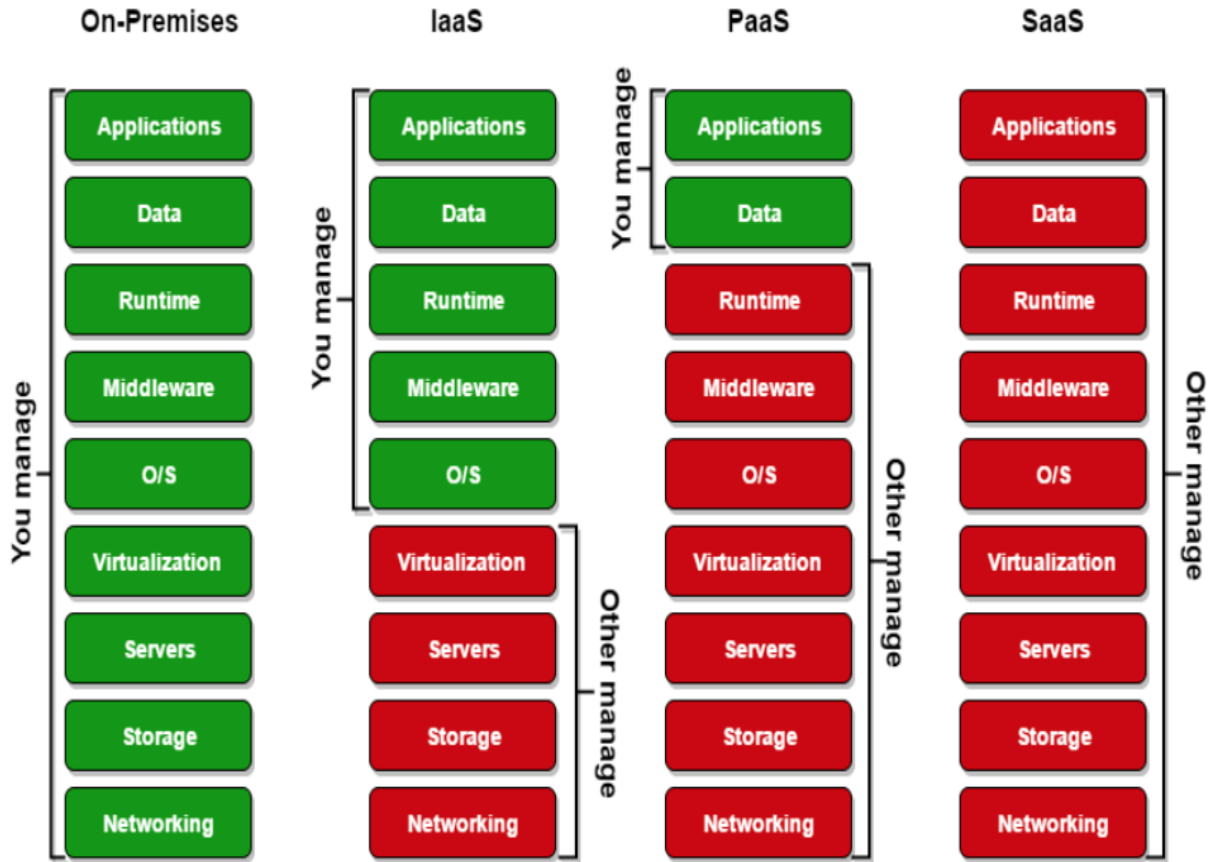 On-Premises
IaaS
PaaS
SaaS
You manage
Applications
Data
Runtime
Middleware
O/S
Virtualization
Servers
Storage
Networking
You manage
Applications
Data
Runtime
Middleware
O/S
Virtualization
Servers
Storage
Networking
Other manage
You manage
Applications
Data
Runtime
Middleware
O/S
Virtualization
Servers
Storage
Networking
Other manage
Applications
Data
Runtime
Middleware
O/S
Virtualization
Servers
Storage
Networking
Other manage